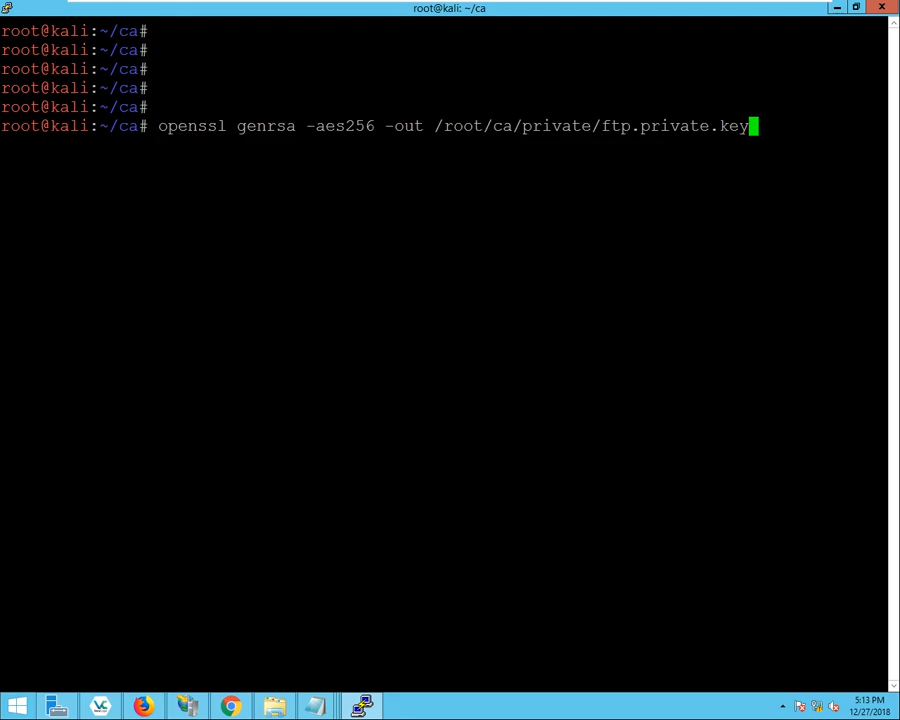 root@kali: ~/ca
root@kali:~/ca#
root@kali:~/ca#
root@kali:~/ca#
root@kali:~/ca#
root@kali:~/ca#
root@kali:~/ca# openssl genrsa -aes256 -out /root/ca/private/ftp.private.key
5:13 PM
12/27/2018